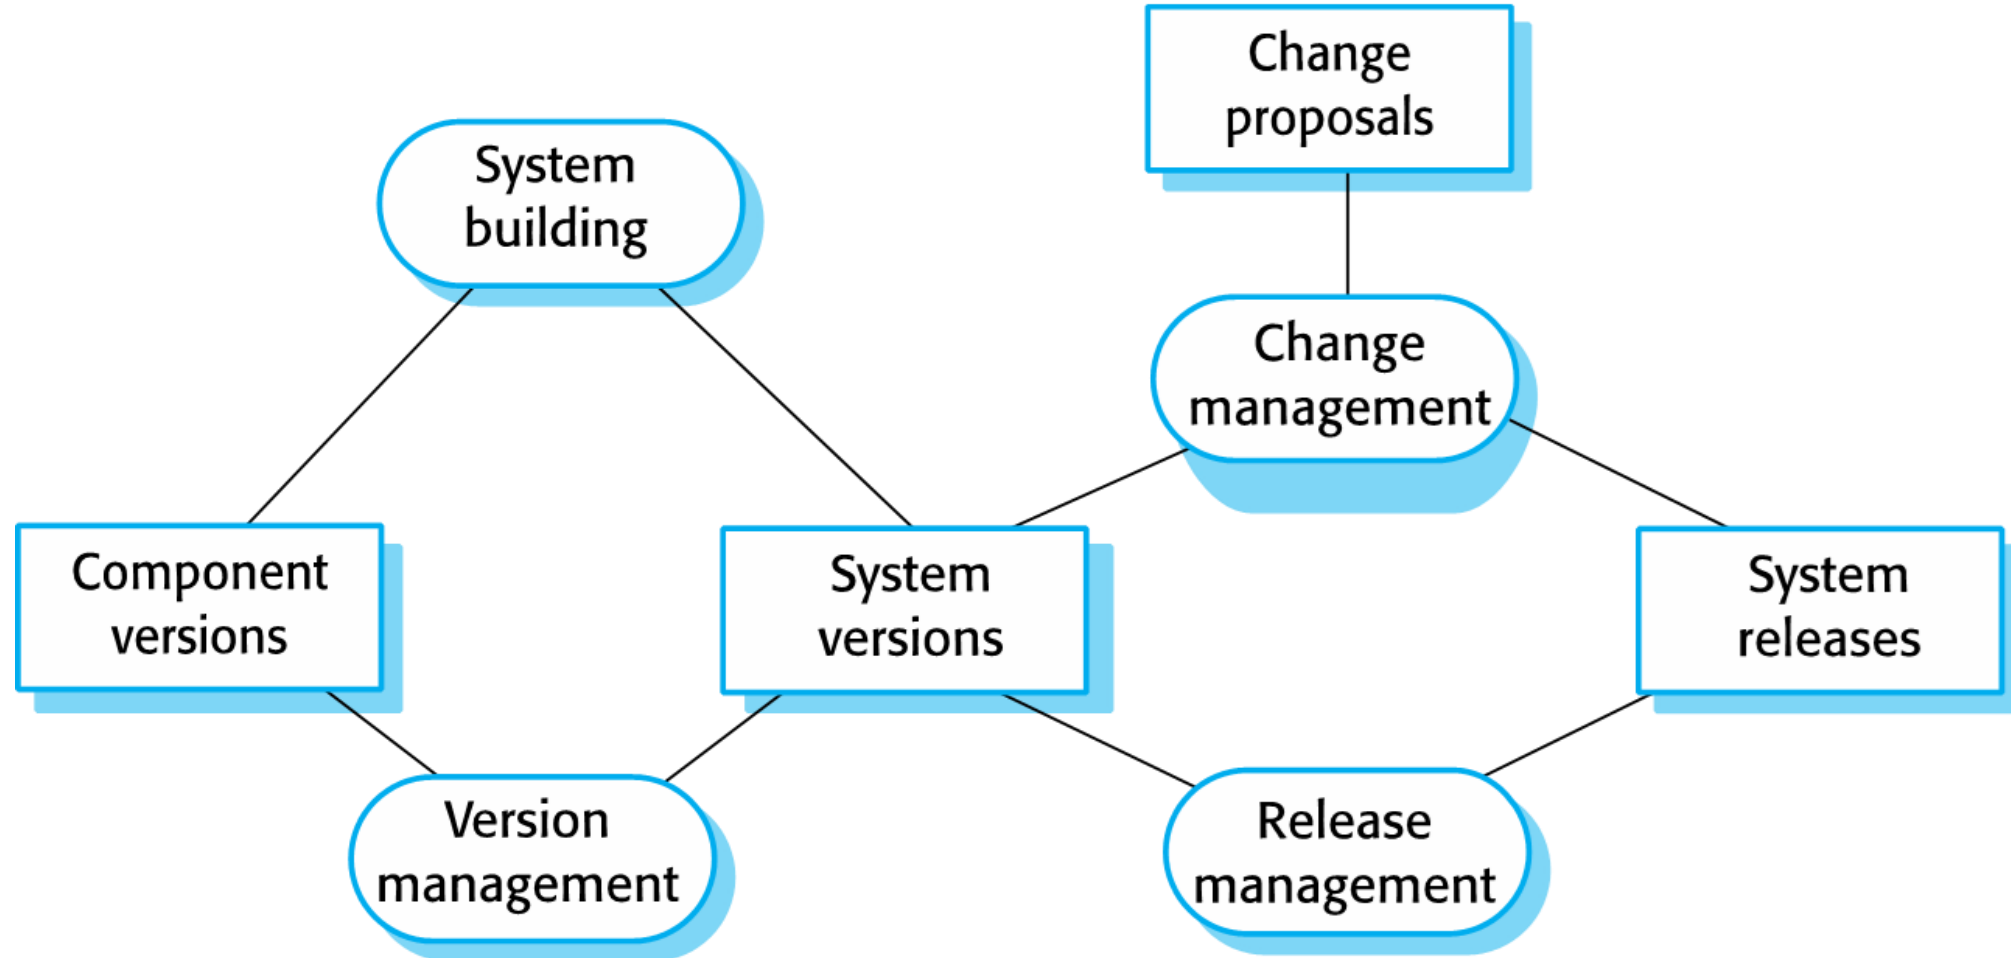 Change
proposals
System
building
Change
management
Component
versions
System
versions
System
releases
Version
management
Release
management